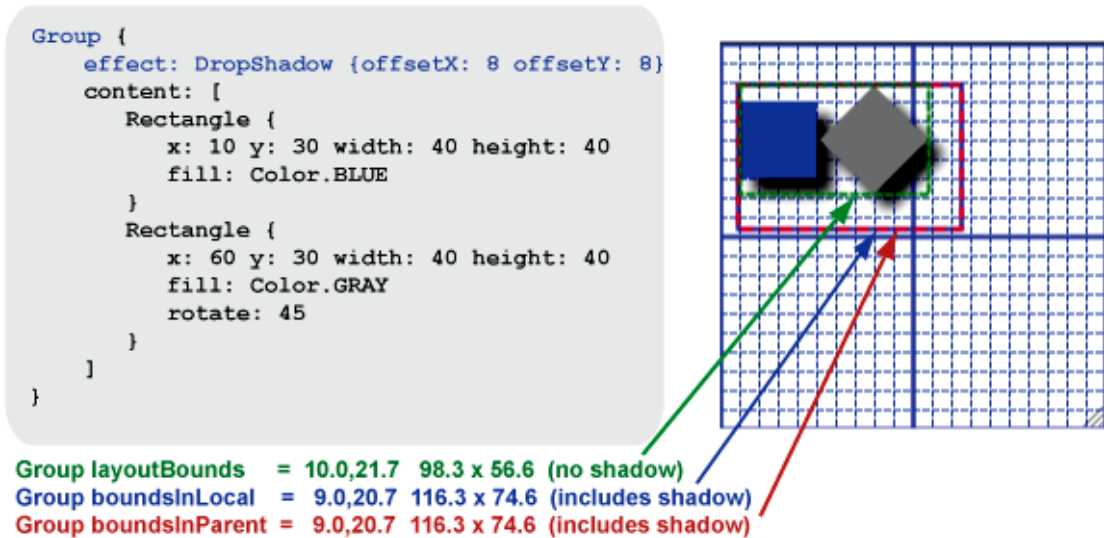 Group {
effect: DropShadow {offsetX: 8 offsetY: 8}
content: [
Rectangle {
x: 10 y: 30 width: 40 height: 40
fill: Color.BLUE
}
Rectangle {
x: 60 y: 30 width: 40 height: 40
fill: Color.GRAY
rotate: 45
}
]
}
Group layoutBounds = 10.0,21.7 98.3 x 56.6 (no shadow)
Group boundsInLocal = 9.0,20.7 116.3 x 74.6 (includes shadow)
Group boundsInParent = 9.0,20.7 116.3 x 74.6 (includes shadow)